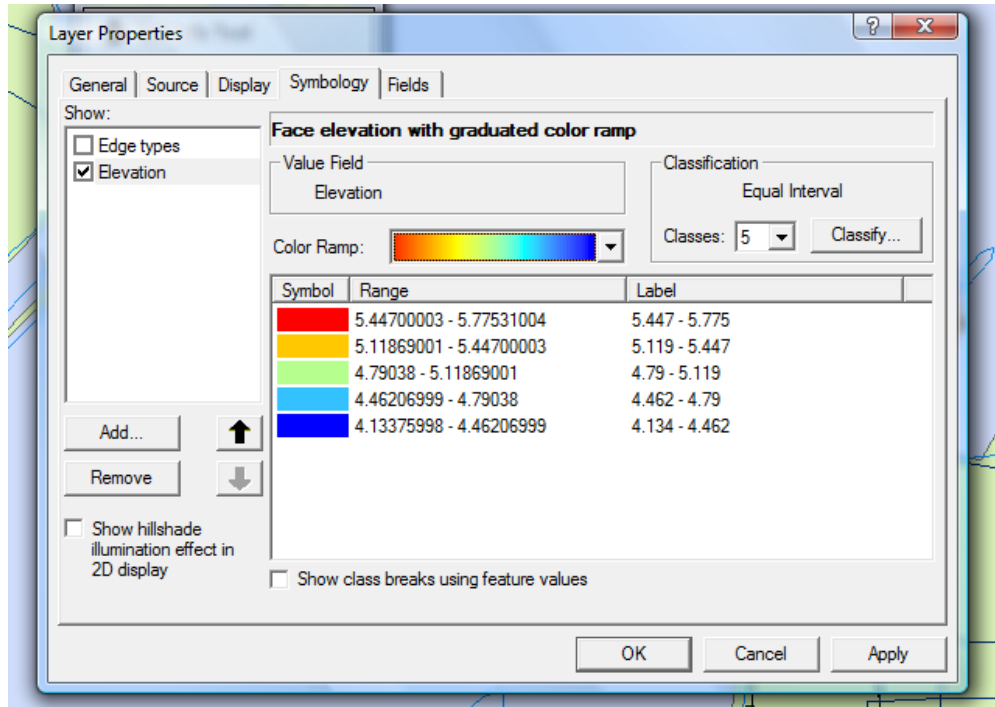 Layer Properties
General Source Display Symbology Fields
Show:
Edge types
Elevation
Add...
Remove
Show hillshade
illumination effect in
2D display
Face elevation with graduated color ramp
Value Field
Elevation
Classification
Equal Interval
Color Ramp:
Classes: 5 Classify...
Symbol Range Label
5.44700003 - 5.77531004 5.447 - 5.775
5.11869001 - 5.44700003 5.119 - 5.447
4.79038 - 5.11869001 4.79 - 5.119
4.46206999 - 4.79038 4.462 - 4.79
4.13375998 - 4.46206999 4.134 - 4.462
Show class breaks using feature values
OK Cancel Apply